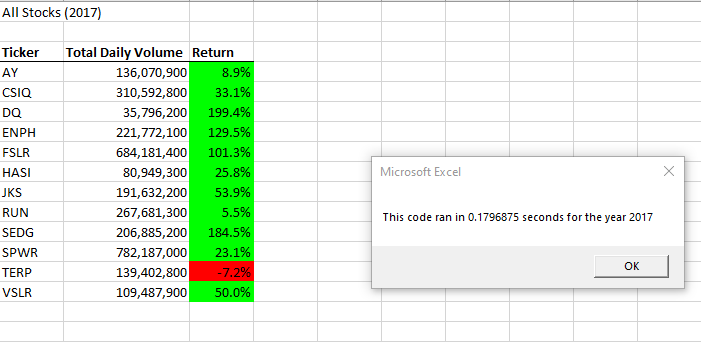 All Stocks (2017)
Ticker Total Daily Volume Return
AY 136,070,900 8.9%
CSIQ 310,592,800 33.1%
DQ 35,796,200 199.4%
ENPH 221,772,100 129.5%
FSLR 684,181,400 101.3%
HASI 80,949,300 25.8%
JKS 191,632,200 53.9%
RUN 267,681,300 5.5%
SEDG 206,885,200 184.5%
SPWR 782,187,000 23.1%
TERP 139,402,800 -7.2%
VSLR 109,487,900 50.0%
Microsoft Excel
This code ran in 0.1796875 seconds for the year 2017
OK